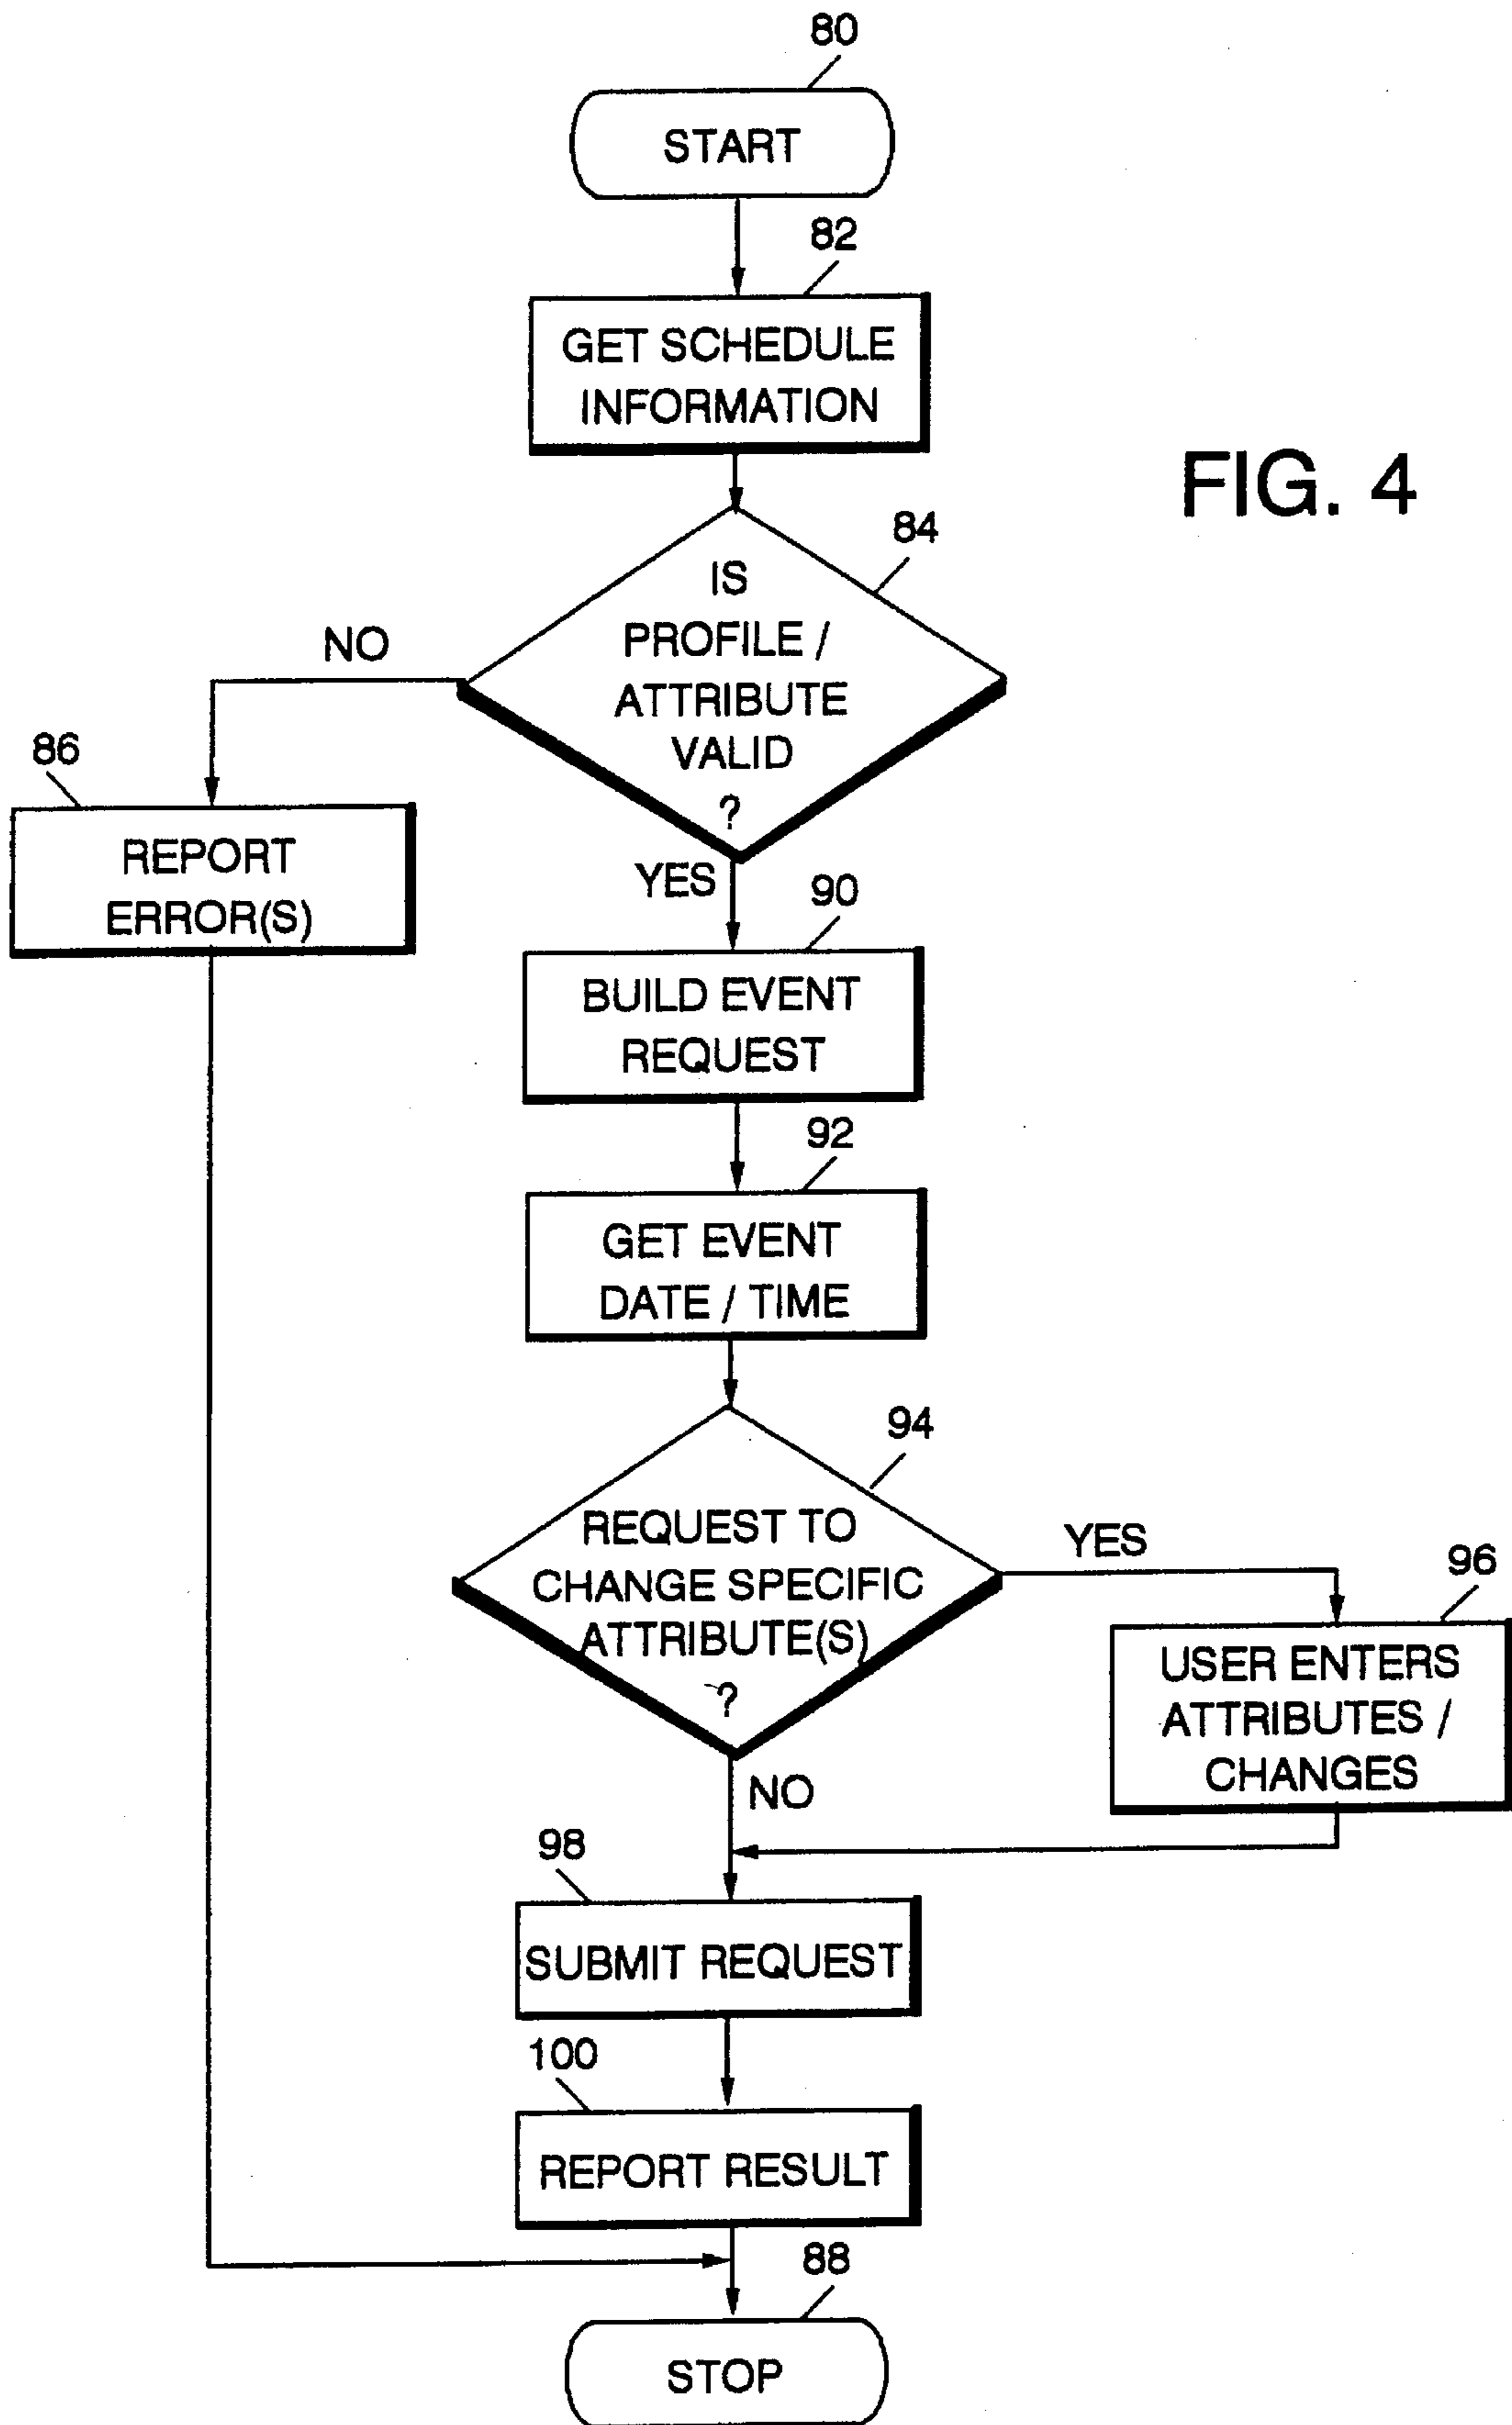 80
START
82
GET SCHEDULE
INFORMATION
FIG. 4
84
IS
PROFILE /
ATTRIBUTE
VALID
?
NO
86
REPORT
ERROR(S)
YES
90
BUILD EVENT
REQUEST
92
GET EVENT
DATE / TIME
94
REQUEST TO
CHANGE SPECIFIC
ATTRIBUTE(S)
?
YES
96
USER ENTERS
ATTRIBUTES /
CHANGES
NO
98
SUBMIT REQUEST
100
REPORT RESULT
88
STOP